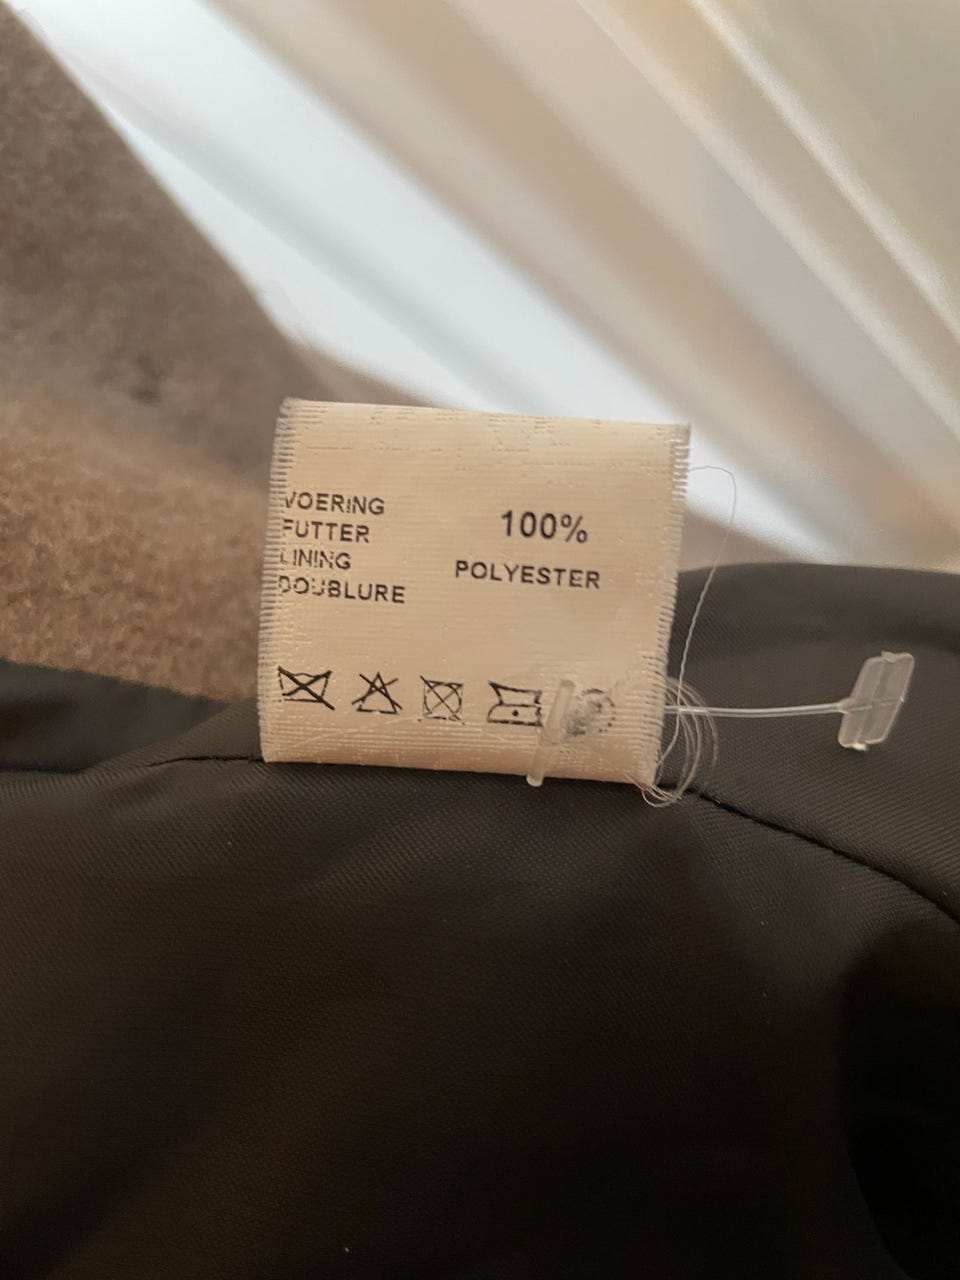 VOERING
FUTTER
LINING
DOUBLURE
100%
POLYESTER